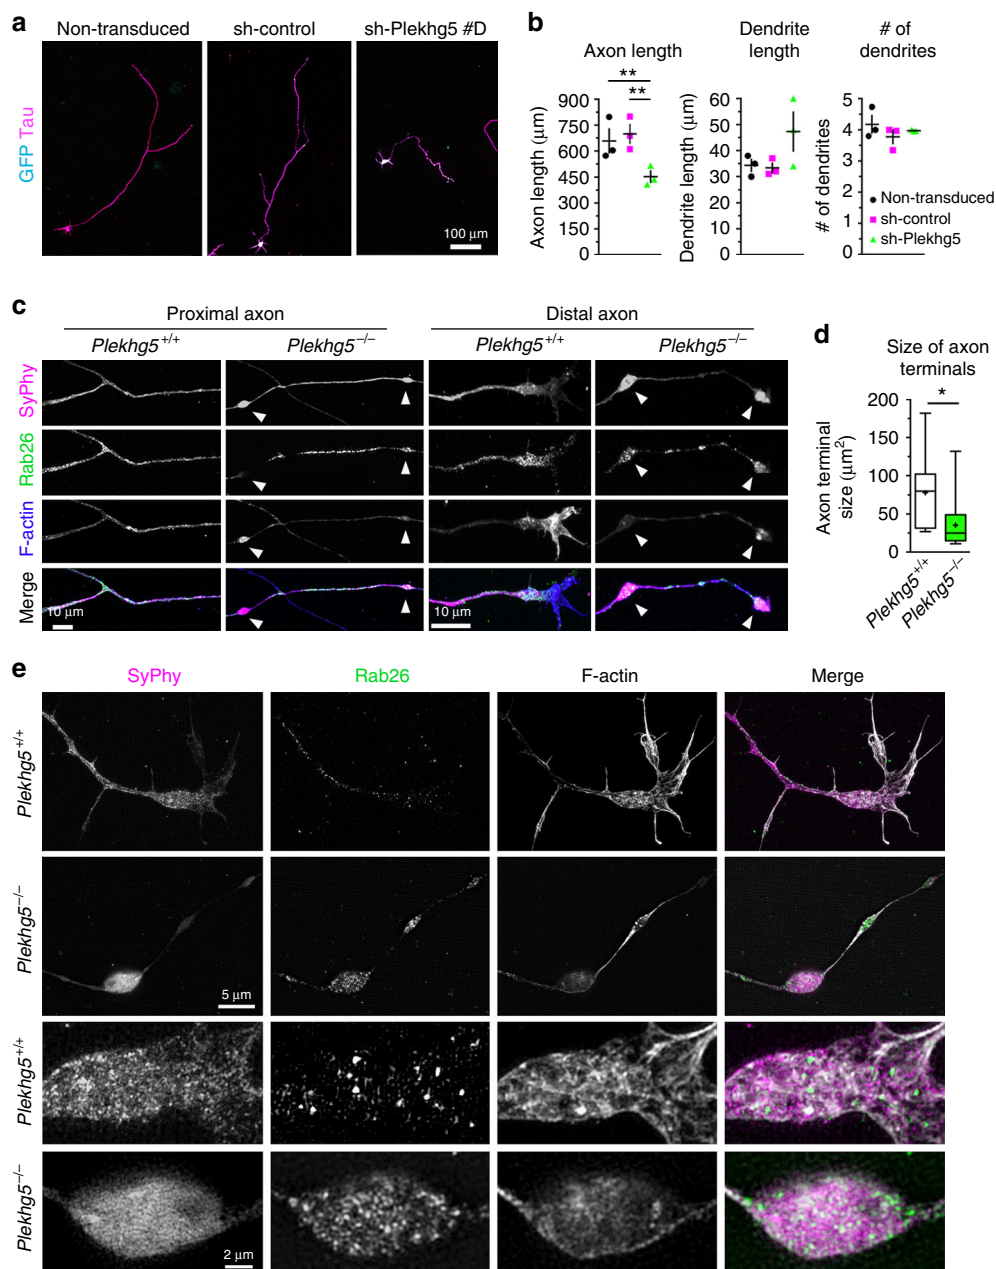 a
Non-transduced
sh-control
sh-Plekhg5 #D
GFP Tau
100 μm
b
Axon length
Dendrite length
# of dendrites
**
**
Axon length (μm)
900
750
600
450
300
150
0
Dendrite length (μm)
60
50
40
30
20
10
0
# of dendrites
5
4
3
2
1
0
Non-transduced
sh-control
sh-Plekhg5
c
Proximal axon
Distal axon
Plekhg5+/+
Plekhg5−/−
Plekhg5+/+
Plekhg5−/−
SyPhy
Rab26
F-actin
Merge
10 μm
10 μm
d
Size of axon
terminals
*
Axon terminal
size (μm²)
200
150
100
50
0
Plekhg5+/+
Plekhg5−/−
e
SyPhy
Rab26
F-actin
Merge
Plekhg5+/+
Plekhg5−/−
5 μm
Plekhg5+/+
Plekhg5−/−
2 μm